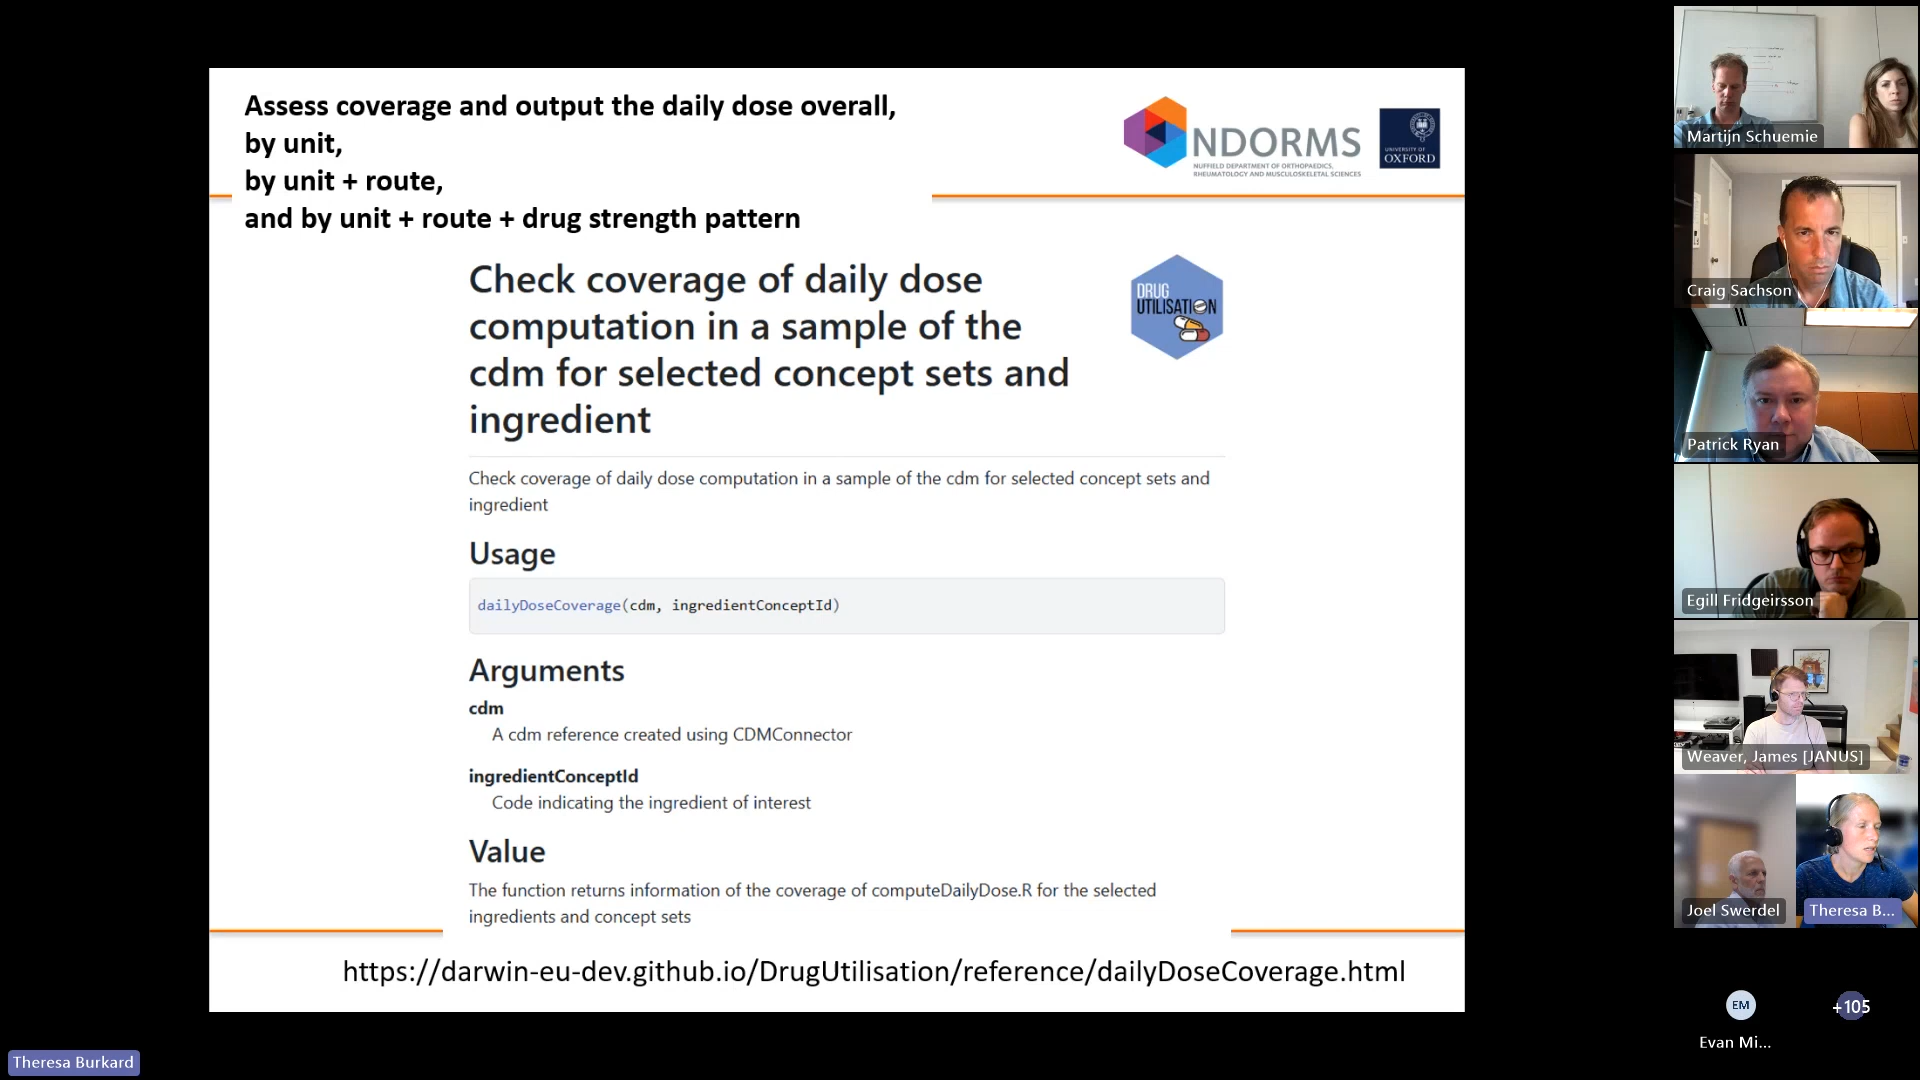 Assess coverage and output the daily dose overall,
by unit,
by unit + route,
and by unit + route + drug strength pattern
NDORMS
NUFFIELD DEPARTMENT OF ORTHOPAEDICS,
RHEUMATOLOGY AND MUSCULOSKELETAL SCIENCES
UNIVERSITY OF
OXFORD
Check coverage of daily dose
computation in a sample of the
cdm for selected concept sets and
ingredient
DRUG
UTILISATION
Check coverage of daily dose computation in a sample of the cdm for selected concept sets and
ingredient
Usage
dailyDoseCoverage(cdm, ingredientConceptId)
Arguments
cdm
A cdm reference created using CDMConnector
ingredientConceptId
Code indicating the ingredient of interest
Value
The function returns information of the coverage of computeDailyDose.R for the selected
ingredients and concept sets
https://darwin-eu-dev.github.io/DrugUtilisation/reference/dailyDoseCoverage.html
Theresa Burkard
Martijn Schuemie
Craig Sachson
Patrick Ryan
Egill Fridgeirsson
Weaver, James [JANUS]
Joel Swerdel
Theresa B...
EM
Evan Mi...
+105